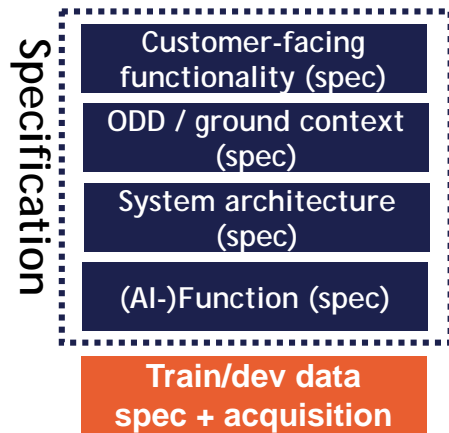 Specification
Customer-facing
functionality (spec)
ODD / ground context
(spec)
System architecture
(spec)
(AI-)Function (spec)
Train/dev data
spec + acquisition